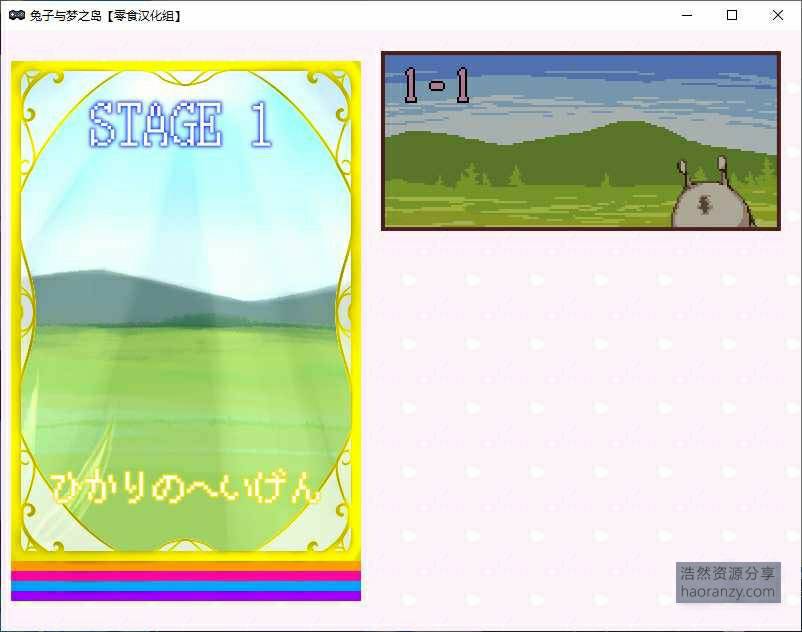 兔子与梦之岛【零食汉化组】
STAGE 1
ひかりのへいげん
1-1
浩然资源分享
haoranzy.com